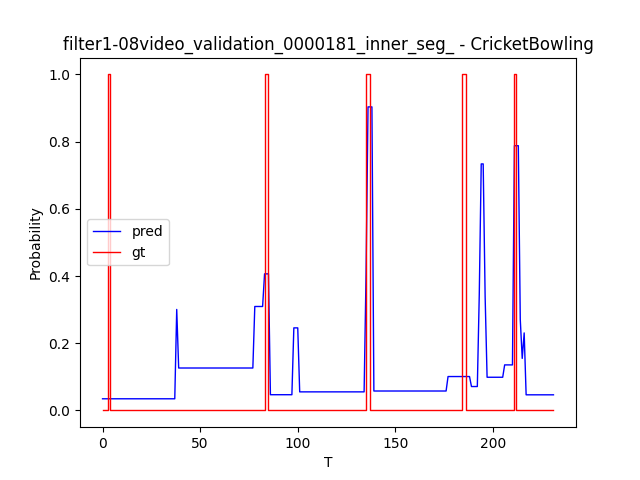 filter1-08video_validation_0000181_inner_seg_ - CricketBowling
1.0
0.8
0.6
0.4
0.2
0.0
Probability
pred
gt
0 50 100 150 200
T